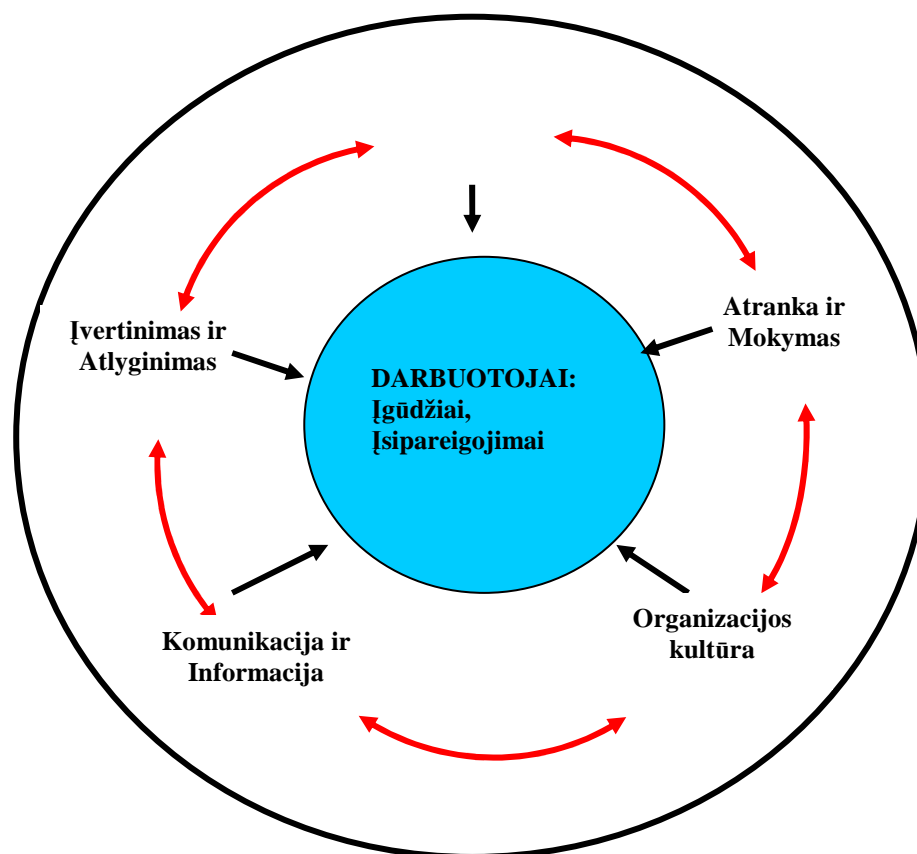 Įvertinimas ir
Atlyginimas
Atranka ir
Mokymas
DARBUOTOJAI:
Įgūdžiai,
Įsipareigojimai
Komunikacija ir
Informacija
Organizacijos
kultūra